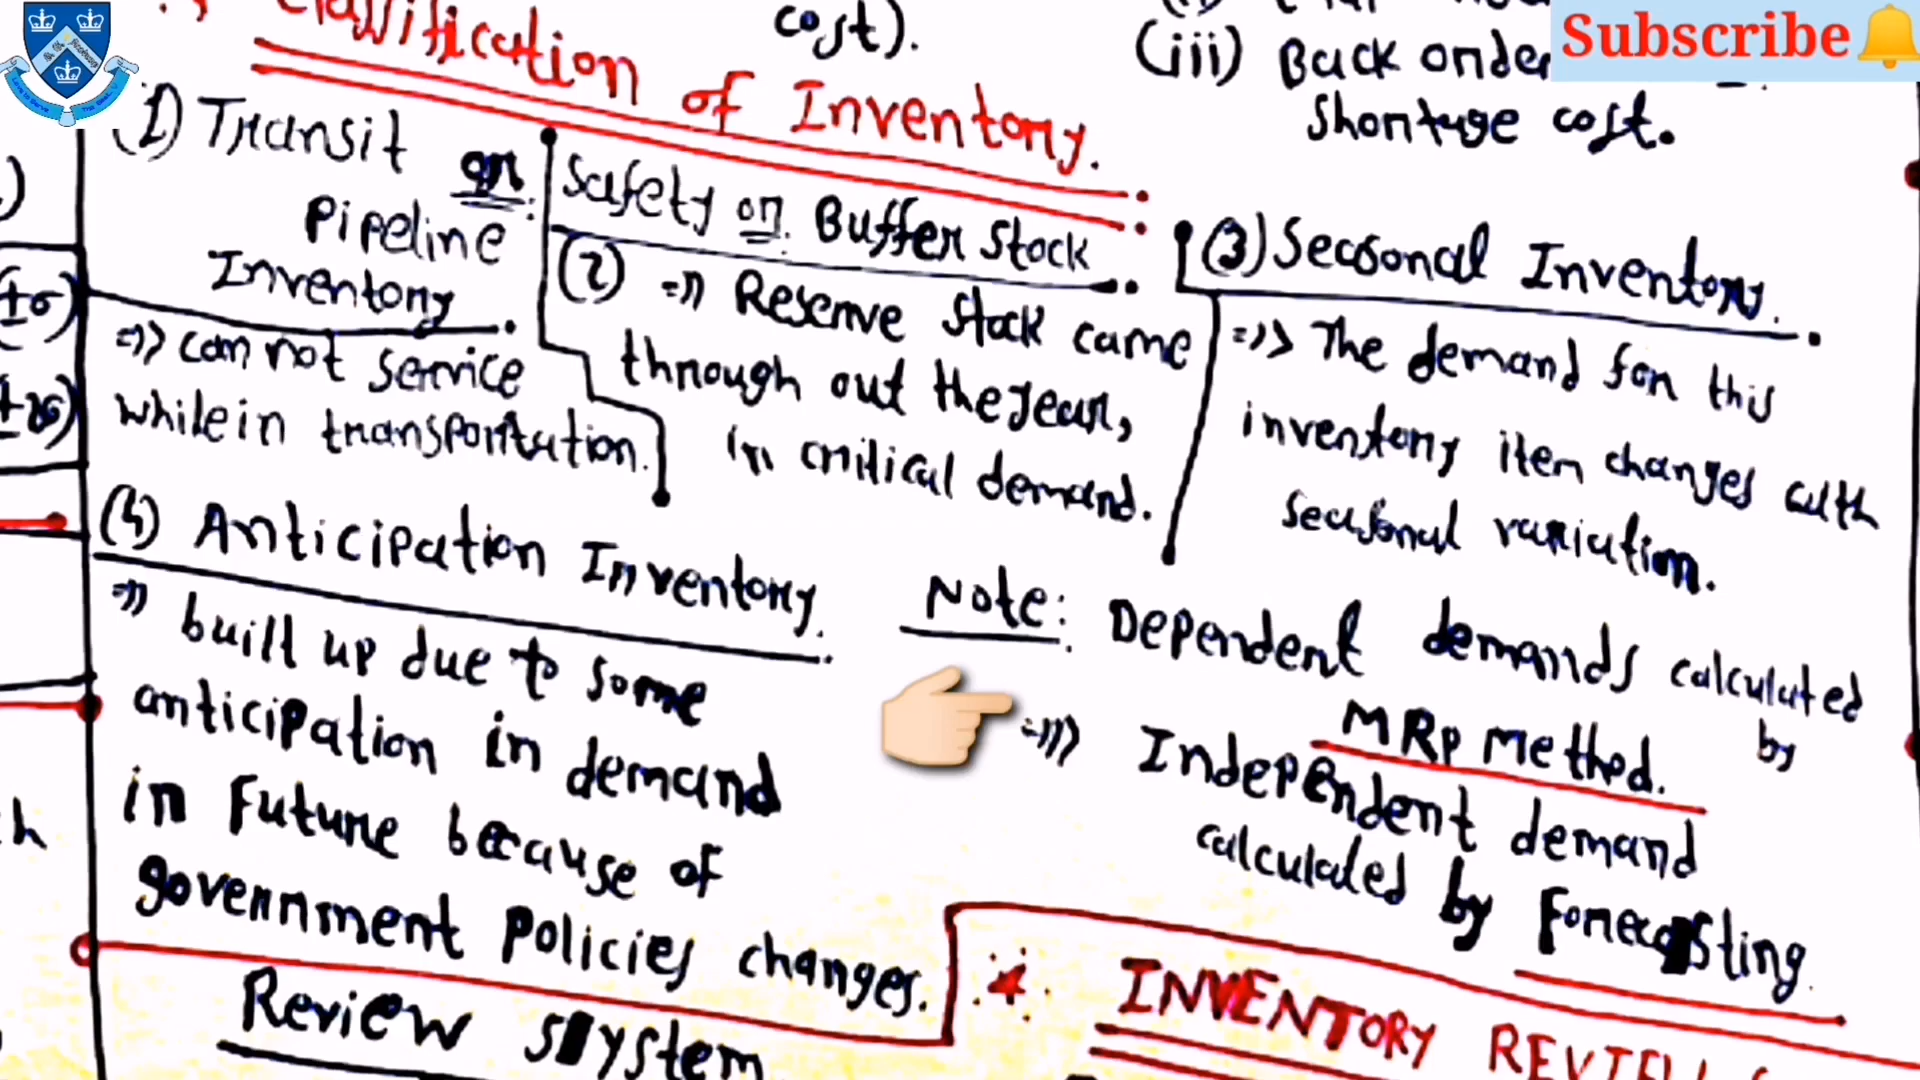 Classification of Inventory.
cost).
(iii) Back order
Shortage cost.
Subscribe
(1) Transit or
Pipeline
Inventory
=>> can not service
while in transportation.
Safety or Buffer Stock
(2) =>> Reserve stock came
through out the year,
in critical demand.
(3) Seasonal Inventory.
=>> The demand for this
inventory item changes with
seasonal variation.
(4) Anticipation Inventory.
=>> built up due to some
anticipation in demand
in Future because of
government policies changes.
Note: Dependent demands calculated
by
MRP Method.
=>>> Independent demand
calculated by Forecasting
Review system
INVENTORY REVIEW